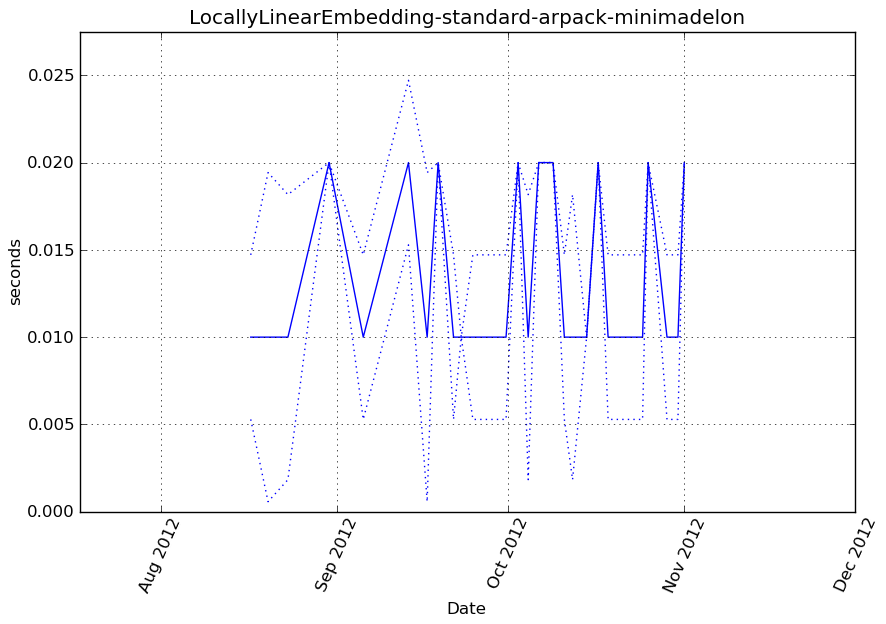 LocallyLinearEmbedding-standard-arpack-minimadelon
0.025
0.020
0.015
0.010
0.005
0.000
seconds
Aug 2012
Sep 2012
Oct 2012
Nov 2012
Dec 2012
Date